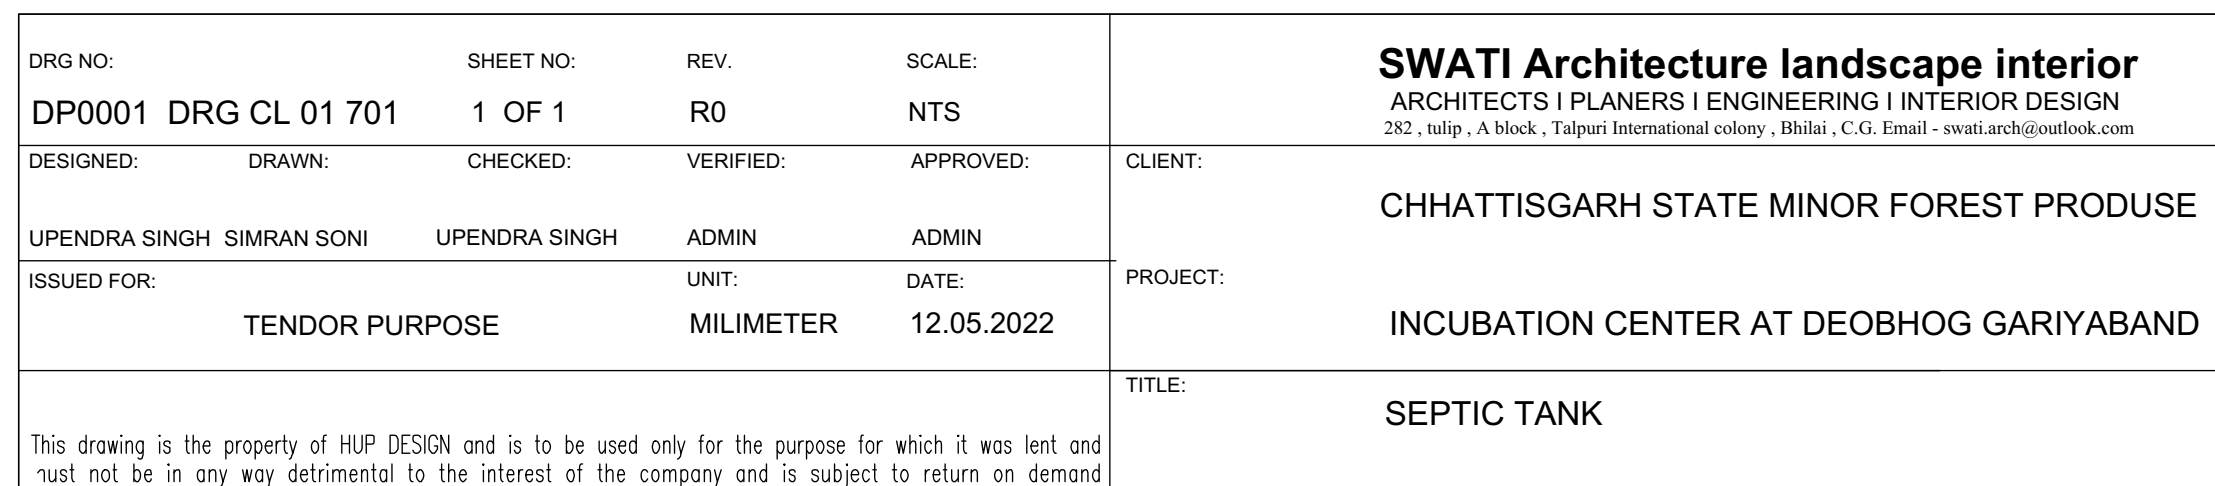 DRG NO: SHEET NO: REV. SCALE:
DP0001 DRG CL 01 701 1 OF 1 R0 NTS
SWATI Architecture landscape interior
ARCHITECTS I PLANERS I ENGINEERING I INTERIOR DESIGN
282 , tulip , A block , Talpuri International colony , Bhilai , C.G. Email - swati.arch@outlook.com
DESIGNED: DRAWN: CHECKED: VERIFIED: APPROVED:
UPENDRA SINGH SIMRAN SONI UPENDRA SINGH ADMIN ADMIN
CLIENT:
CHHATTISGARH STATE MINOR FOREST PRODUSE
ISSUED FOR: UNIT: DATE:
TENDOR PURPOSE MILIMETER 12.05.2022
PROJECT:
INCUBATION CENTER AT DEOBHOG GARIYABAND
TITLE:
SEPTIC TANK
This drawing is the property of HUP DESIGN and is to be used only for the purpose for which it was lent and
must not be in any way detrimental to the interest of the company and is subject to return on demand